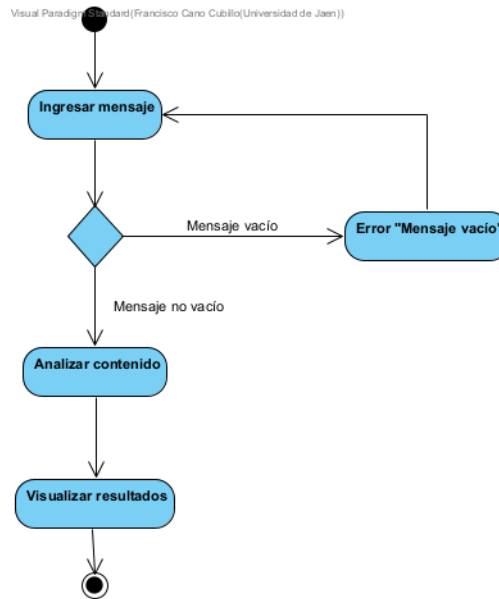 Visual Paradigm Standard(Francisco Cano Cubillo(Universidad de Jaen))
Ingresar mensaje
Mensaje vacío
Error "Mensaje vacío"
Mensaje no vacío
Analizar contenido
Visualizar resultados